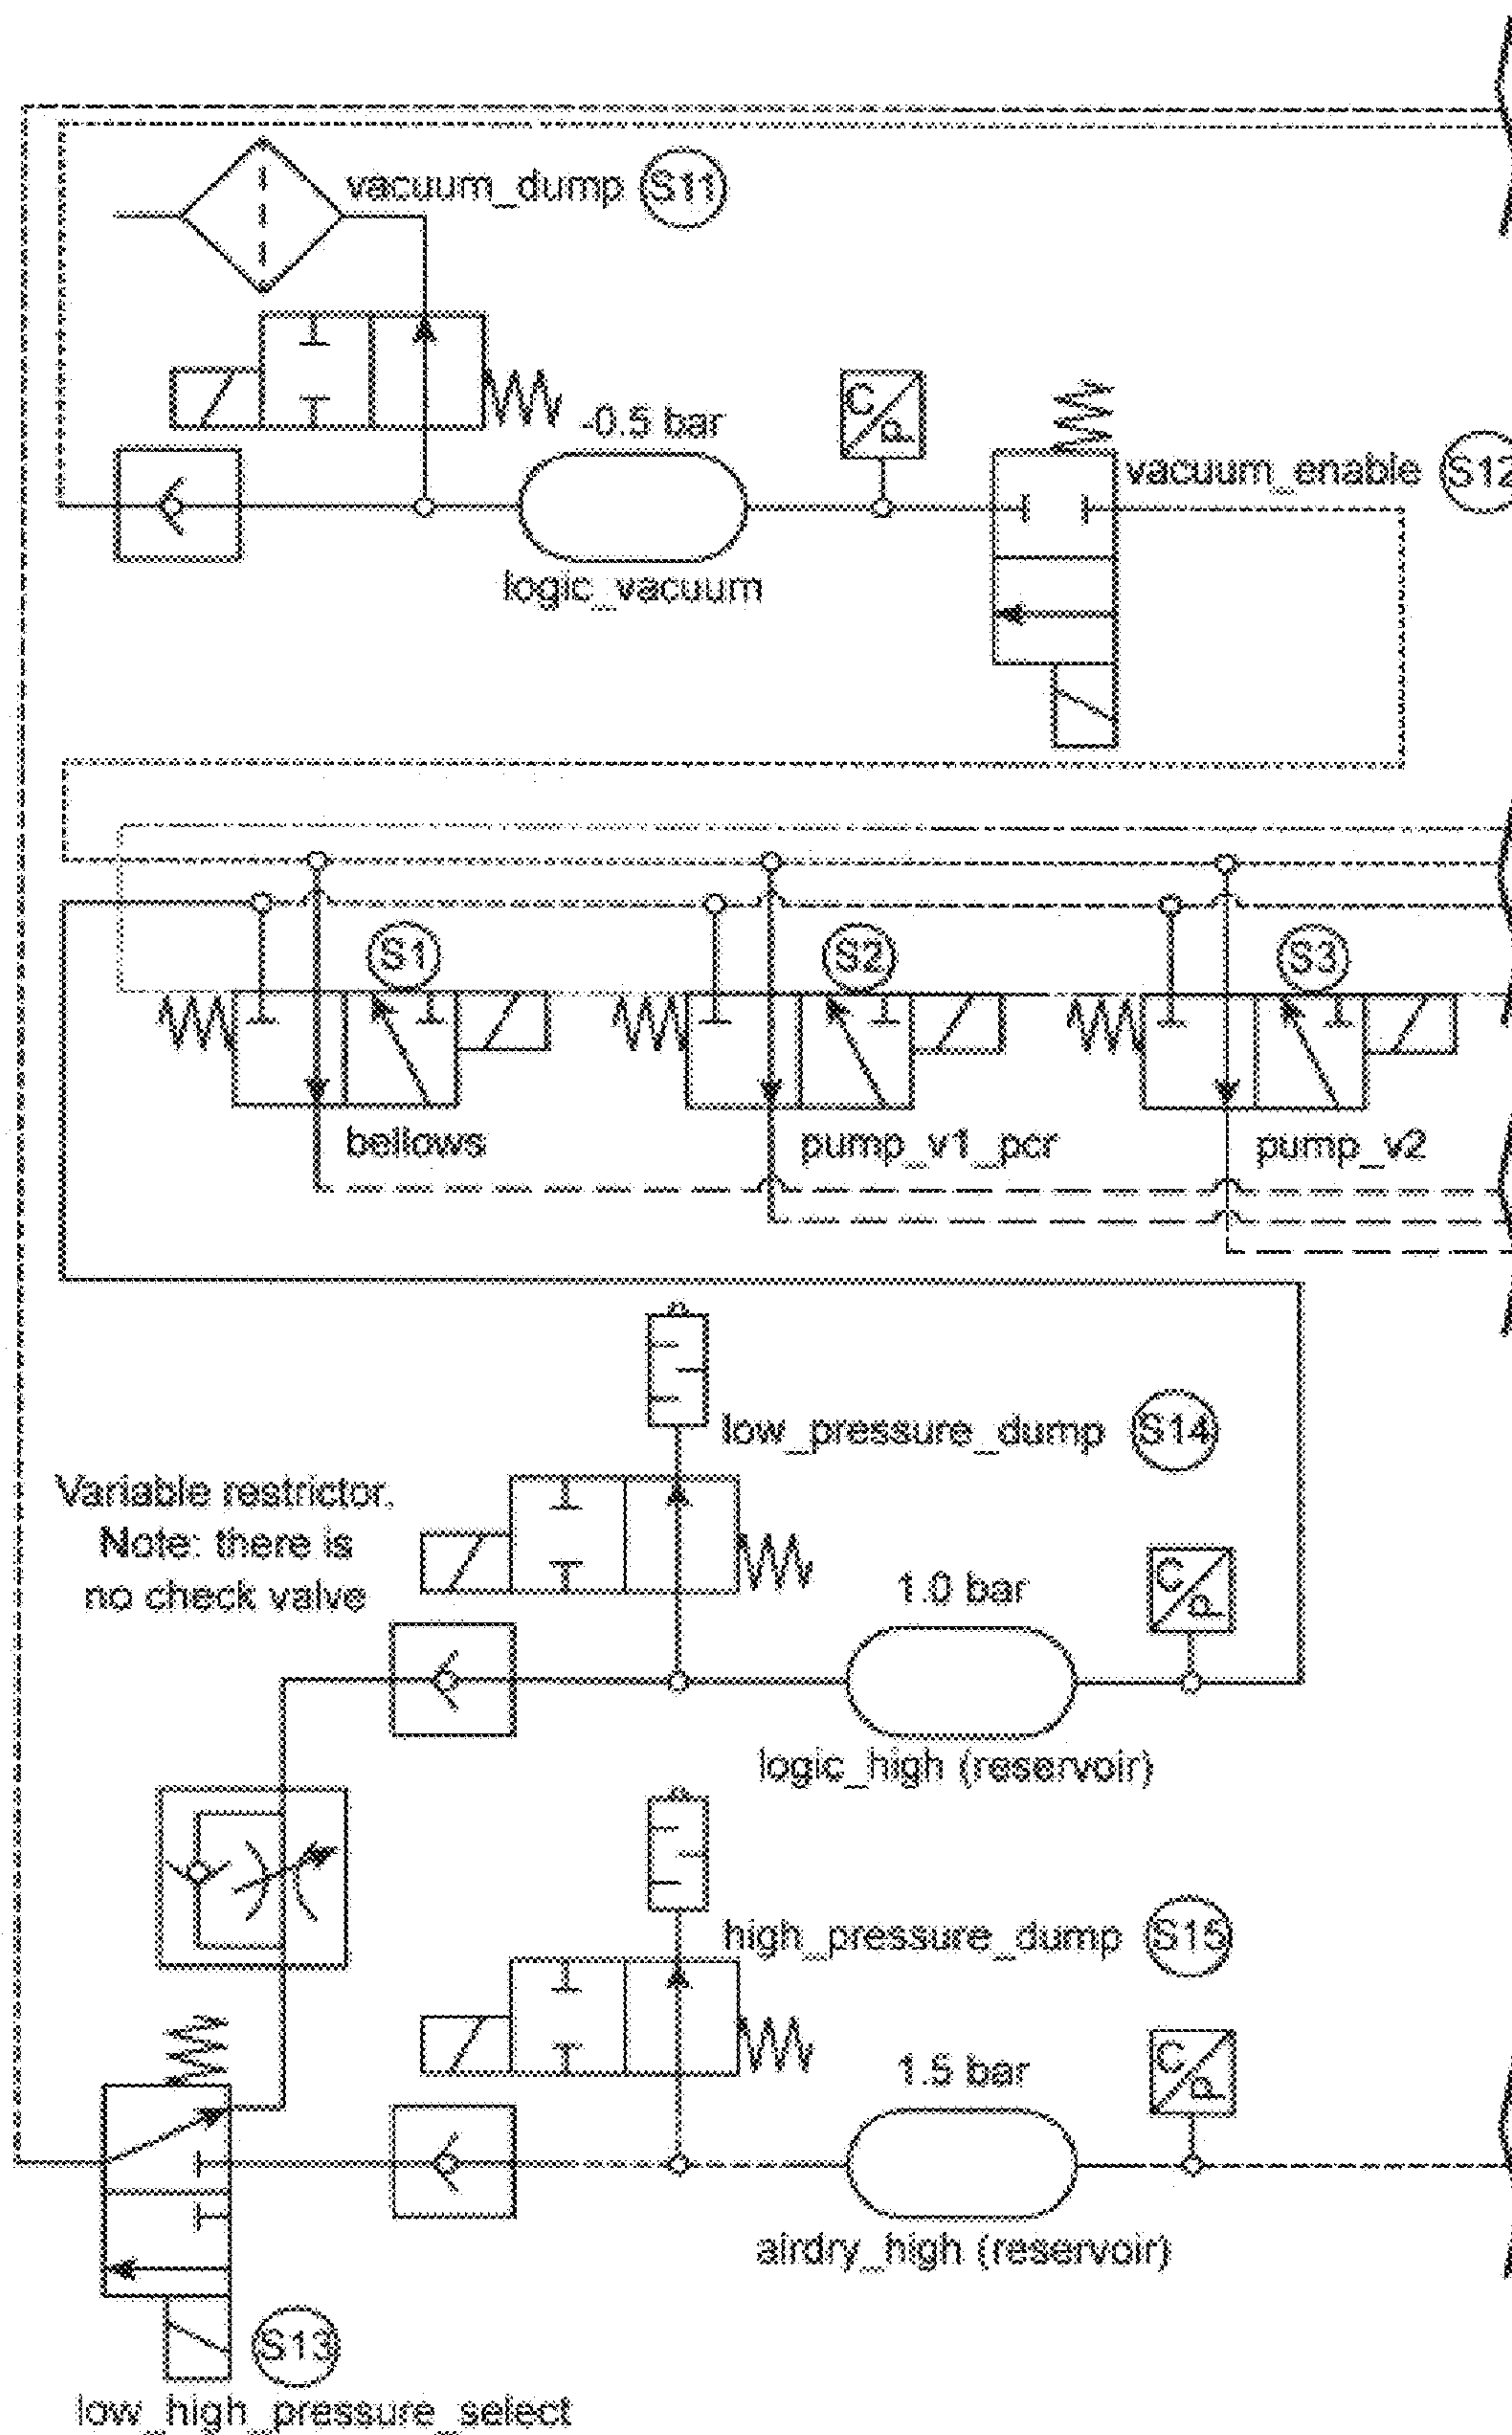 vacuum_dump S11
-0.5 bar
C
P
vacuum_enable S12
logic_vacuum
S1
S2
S3
bellows
pump_v1_pcr
pump_v2
low_pressure_dump S14
Variable restrictor.
Note: there is
no check valve
1.0 bar
C
P
logic_high (reservoir)
high_pressure_dump S15
1.5 bar
C
P
airdry_high (reservoir)
S13
low_high_pressure_select